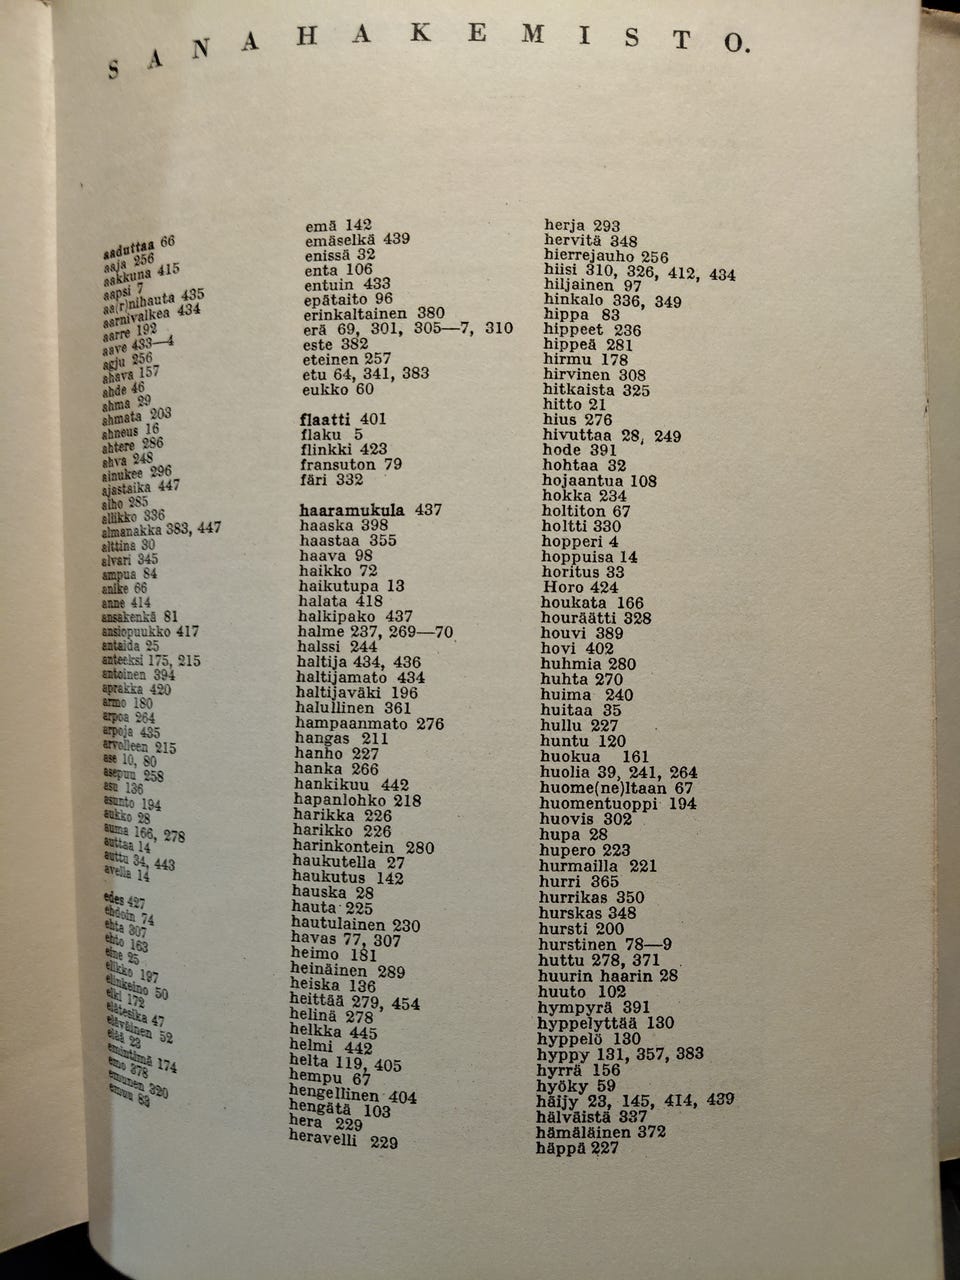 SANAHAKEMISTO.
aaduttaa 66
aaja 256
aakkuna 415
aapsi 7
aa(r)nihauta 435
aarnivalkea 434
aarre 192
aave 433—4
agju 256
ahava 157
ahde 46
ahma 29
ahmata 203
ahneus 16
ahtere 286
ahva 248
ainukee 296
ajastaika 447
alho 285
allikko 336
almanakka 383, 447
alttina 30
alvari 345
ampua 84
anike 66
anne 414
ansakenkä 81
ansiopuukko 417
antaida 25
anteeksi 175, 215
antoinen 394
aprakka 420
armo 180
arpoa 264
arpoja 435
arvolleen 215
ase 10, 80
asepuu 258
asu 136
asunto 194
aukko 28
auma 166, 278
auttaa 14
auttu 34, 443
avella 14
edes 427
ehdoin 74
ehta 307
ehto 163
eine 25
elikko 197
elinkeino 50
elki 172
elätesika 47
eläväinen 52
elää 23
emintimä 174
emo 378
emunen 320
emuu 83
emä 142
emäselkä 439
enissä 32
enta 106
entuin 433
epätaito 96
erinkaltainen 380
erä 69, 301, 305—7, 310
este 382
eteinen 257
etu 64, 341, 383
eukko 60
flaatti 401
flaku 5
flinkki 423
fransuton 79
färi 332
haaramukula 437
haaska 398
haastaa 355
haava 98
haikko 72
haikutupa 13
halata 418
halkipako 437
halme 237, 269—70
halssi 244
haltija 434, 436
haltijamato 434
haltijaväki 196
halullinen 361
hampaanmato 276
hangas 211
hanho 227
hanka 266
hankikuu 442
hapanlohko 218
harikka 226
harikko 226
harinkontein 280
haukutella 27
haukutus 142
hauska 28
hauta 225
hautulainen 230
havas 77, 307
heimo 181
heinäinen 289
heiska 136
heittää 279, 454
helinä 278
helkka 445
helmi 442
helta 119, 405
hempu 67
hengellinen 404
hengätä 103
hera 229
heravelli 229
herja 293
hervitä 348
hierrejauho 256
hiisi 310, 326, 412, 434
hiljainen 97
hinkalo 336, 349
hippa 83
hippeet 236
hippeä 281
hirmu 178
hirvinen 308
hitkaista 325
hitto 21
hius 276
hivuttaa 28, 249
hode 391
hohtaa 32
hojaantua 108
hokka 234
holtiton 67
holtti 330
hopperi 4
hoppuisa 14
horitus 33
Horo 424
houkata 166
houräätti 328
houvi 389
hovi 402
huhmia 280
huhta 270
huima 240
huitaa 35
hullu 227
huntu 120
huokua 161
huolia 39, 241, 264
huome(ne)ltaan 67
huomentuoppi 194
huovis 302
hupa 28
hupero 223
hurmailla 221
hurri 365
hurrikas 350
hurskas 348
hursti 200
hurstinen 78—9
huttu 278, 371
huurin haarin 28
huuto 102
hympyrä 391
hyppelyttää 130
hyppelö 130
hyppy 131, 357, 383
hyrrä 156
hyöky 59
häijy 23, 145, 414, 439
hälväistä 337
hämäläinen 372
häppä 227